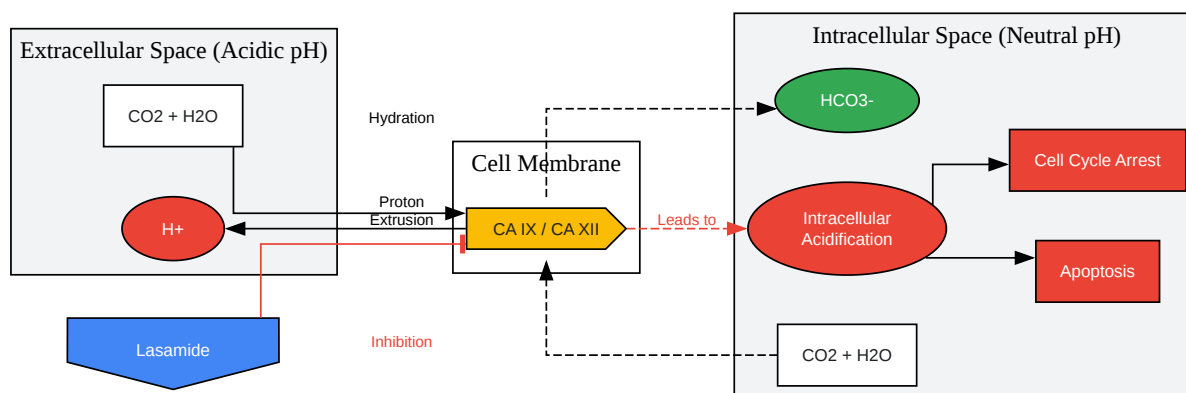 Extracellular Space (Acidic pH)
CO2 + H2O
H+
Lasamide
Hydration
Proton
Extrusion
Inhibition
Cell Membrane
CA IX / CA XII
Leads to
Intracellular Space (Neutral pH)
HCO3-
Intracellular
Acidification
Cell Cycle Arrest
Apoptosis
CO2 + H2O